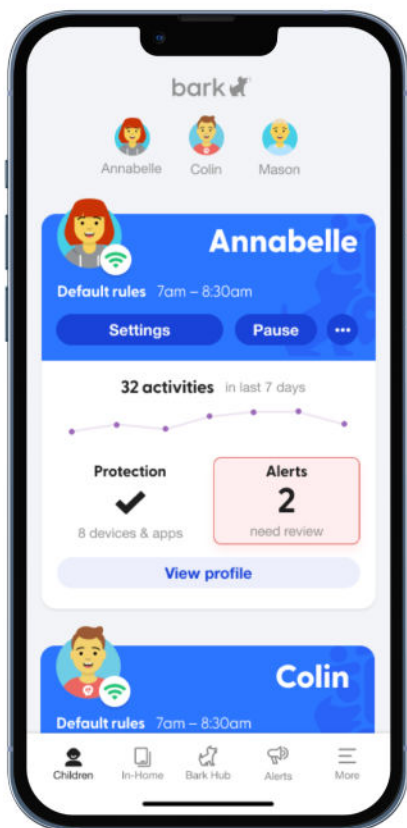 bark
Annabelle Colin Mason
Annabelle
Default rules 7am – 8:30am
Settings Pause
32 activities in last 7 days
Protection Alerts
2
8 devices & apps need review
View profile
Colin
Default rules 7am – 8:30am
Children In-Home Bark Hub Alerts More